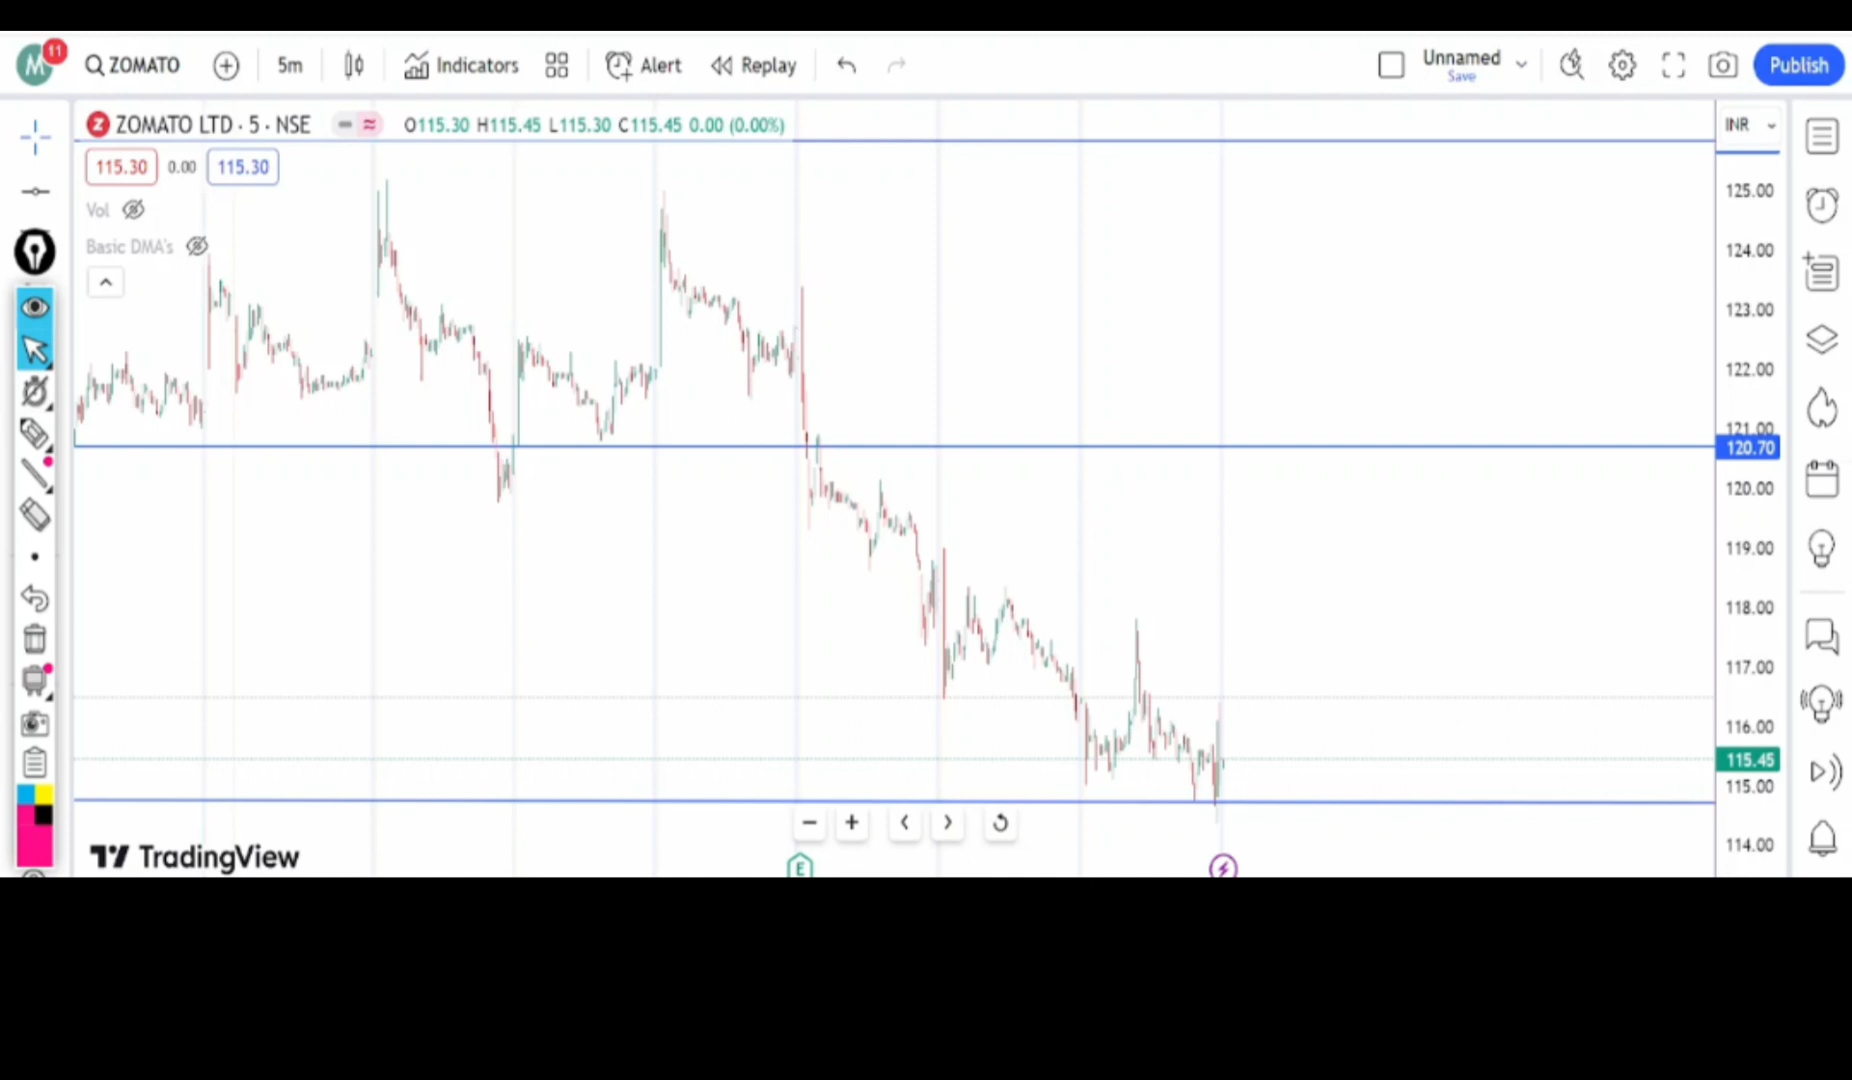 M 11 ZOMATO 5m Indicators Alert Replay Unnamed Save Publish
Z ZOMATO LTD · 5 · NSE O115.30 H115.45 L115.30 C115.45 0.00 (0.00%) INR
115.30 0.00 115.30
125.00
Vol
Basic DMA's
124.00
123.00
122.00
121.00
120.70
120.00
119.00
118.00
117.00
116.00
115.45
115.00
114.00
TradingView
E